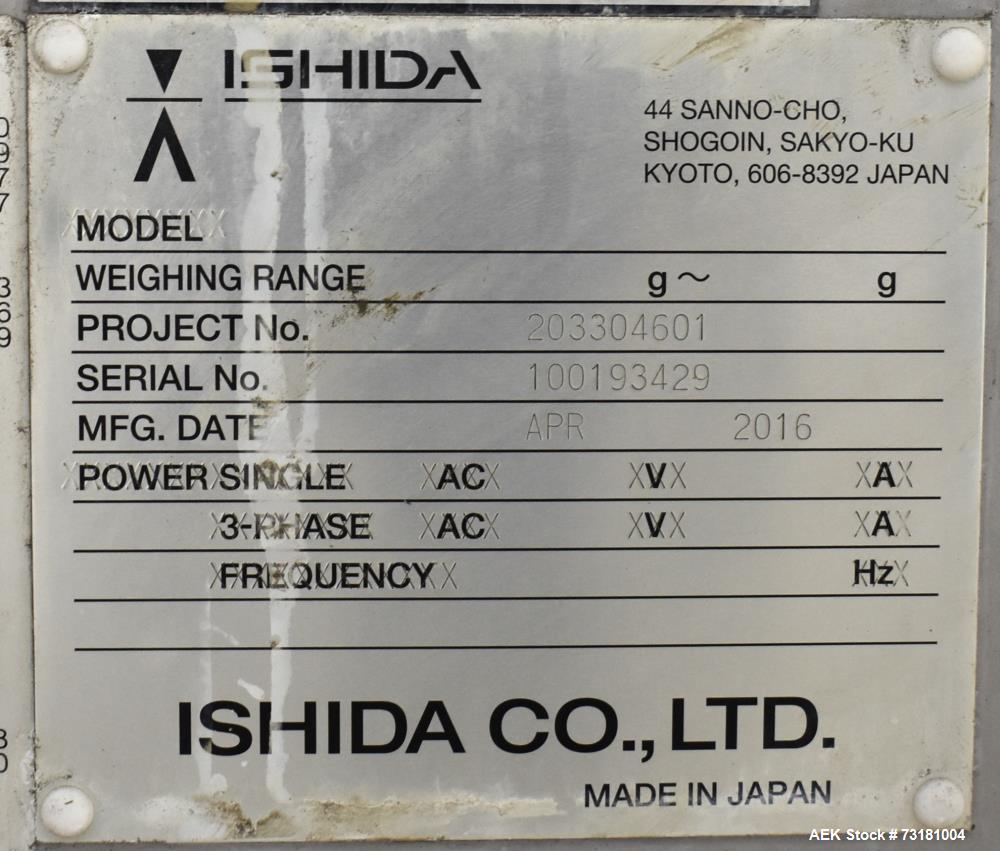 ISHIDA
44 SANNO-CHO,
SHOGOIN, SAKYO-KU
KYOTO, 606-8392 JAPAN
MODEL XXXXXXXX
WEIGHING RANGE g ～ g
PROJECT No. 203304601
SERIAL No. 100193429
MFG. DATE APR 2016
POWER SINGLE AC V A
3-PHASE AC V A
FREQUENCY Hz
ISHIDA CO., LTD.
MADE IN JAPAN
AEK Stock # 73181004